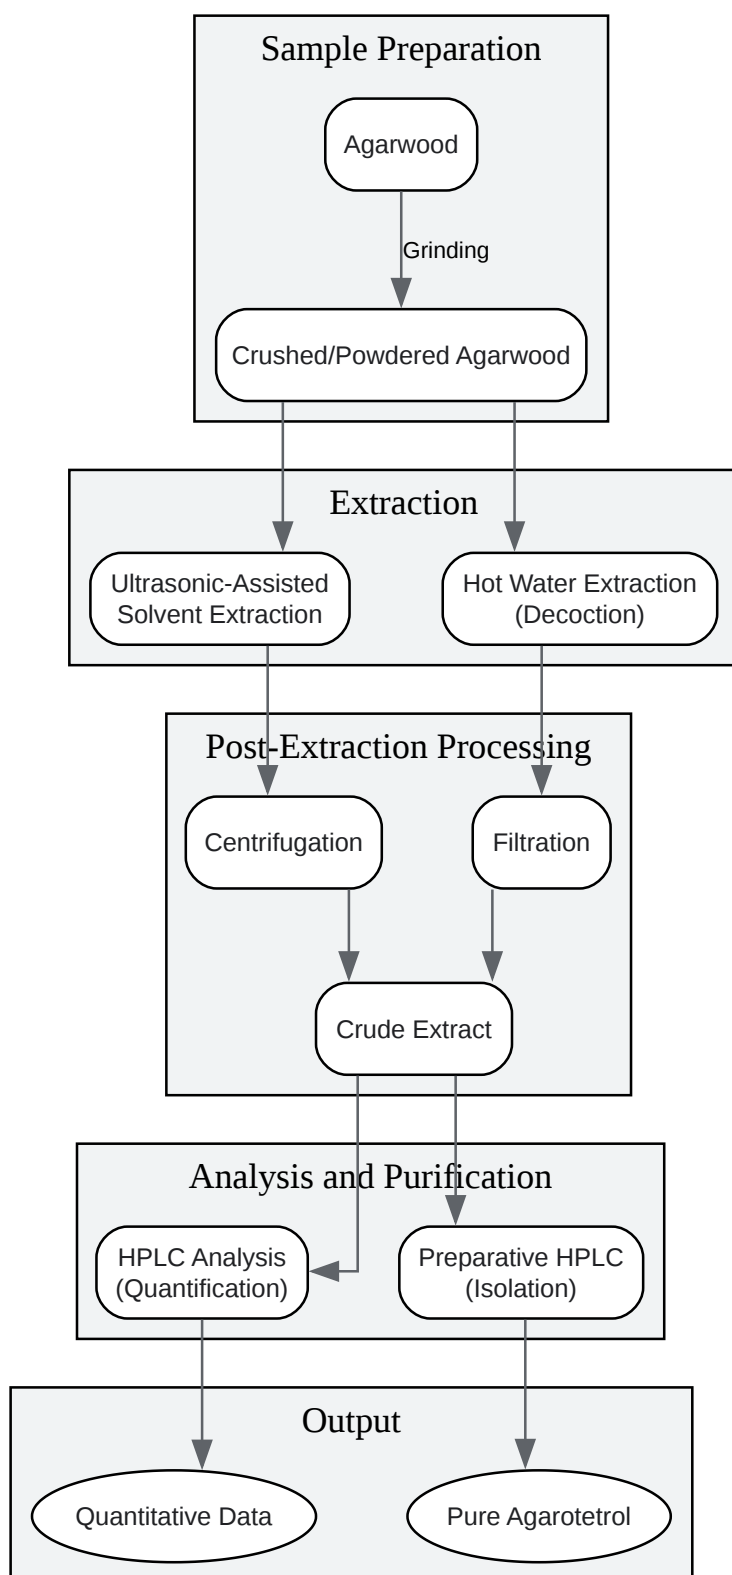 Sample Preparation
Agarwood
Grinding
Crushed/Powdered Agarwood
Extraction
Ultrasonic-Assisted
Solvent Extraction
Hot Water Extraction
(Decoction)
Post-Extraction Processing
Centrifugation
Filtration
Crude Extract
Analysis and Purification
HPLC Analysis
(Quantification)
Preparative HPLC
(Isolation)
Output
Quantitative Data
Pure Agarotetrol